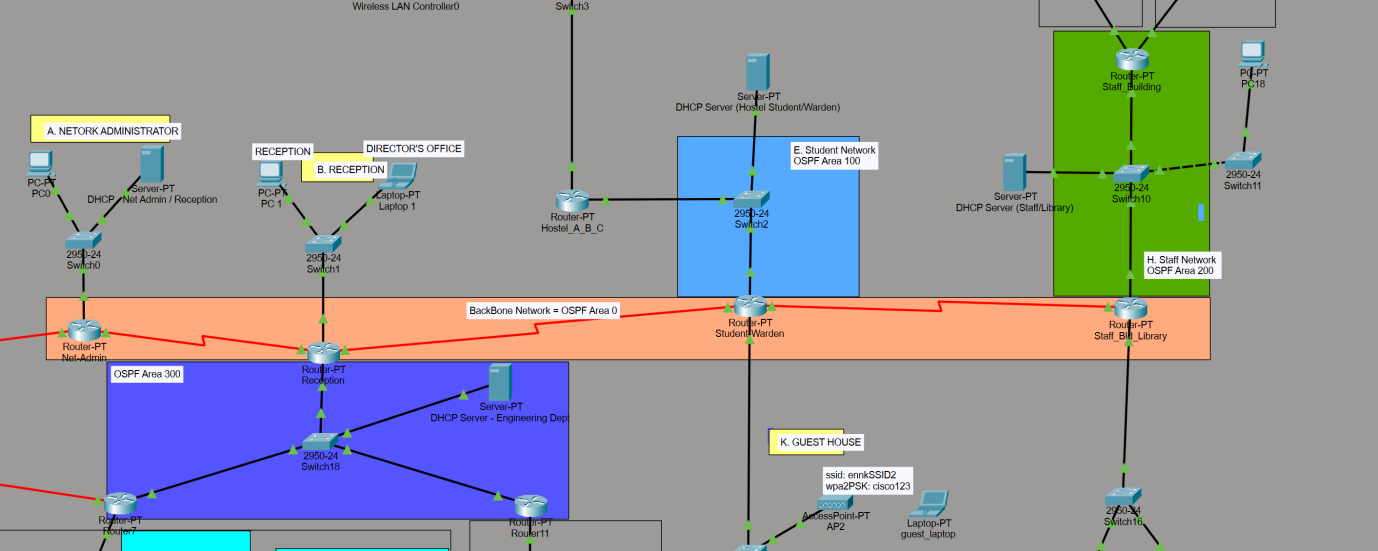 Wireless LAN Controller0
Switch3
Router-PT
Staff_Building
PC-PT
PC18
Server-PT
DHCP Server (Hostel Student/Warden)
A. NETORK ADMINISTRATOR
PC-PT
PC0
Server-PT
DHCP - Net Admin / Reception
RECEPTION
DIRECTOR'S OFFICE
B. RECEPTION
PC-PT
PC 1
Laptop-PT
Laptop 1
E. Student Network
OSPF Area 100
Server-PT
DHCP Server (Staff/Library)
2950-24
Switch10
2950-24
Switch11
Router-PT
Hostel_A_B_C
2950-24
Switch2
2950-24
Switch0
2950-24
Switch1
H. Staff Network
OSPF Area 200
BackBone Network = OSPF Area 0
Router-PT
Net-Admin
Router-PT
Reception
Router-PT
Student-Warden
Router-PT
Staff_Bld_Library
OSPF Area 300
Server-PT
DHCP Server - Engineering Dept
2950-24
Switch18
K. GUEST HOUSE
ssid: ennkSSID2
wpa2PSK: cisco123
AccessPoint-PT
AP2
Laptop-PT
guest_laptop
2950-24
Switch16
Router-PT
Router7
Router-PT
Router11